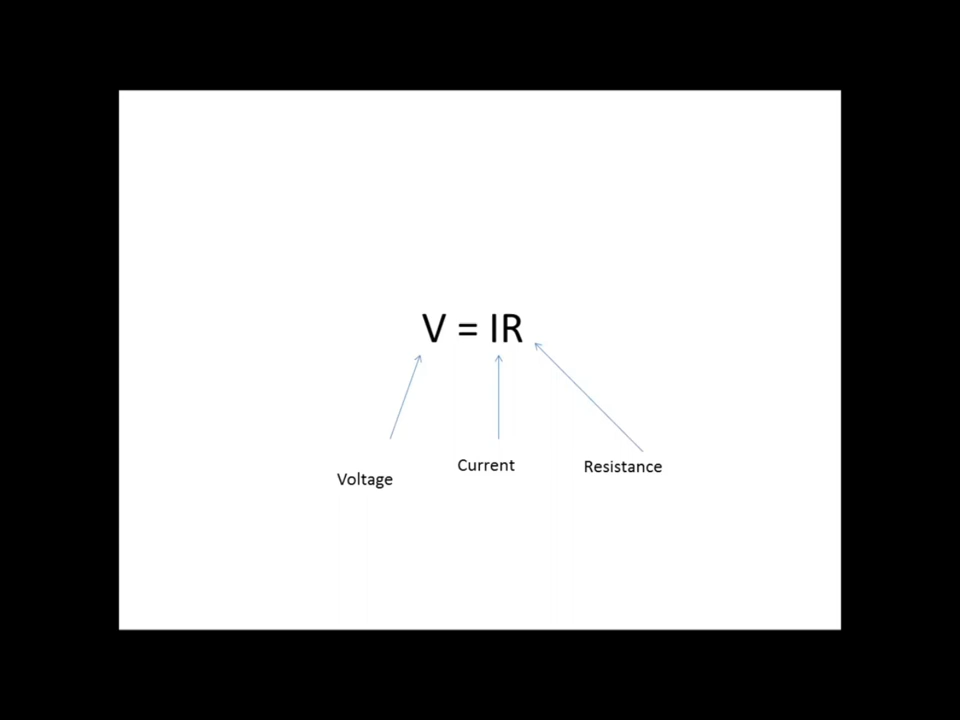 V = IR
Voltage
Current
Resistance